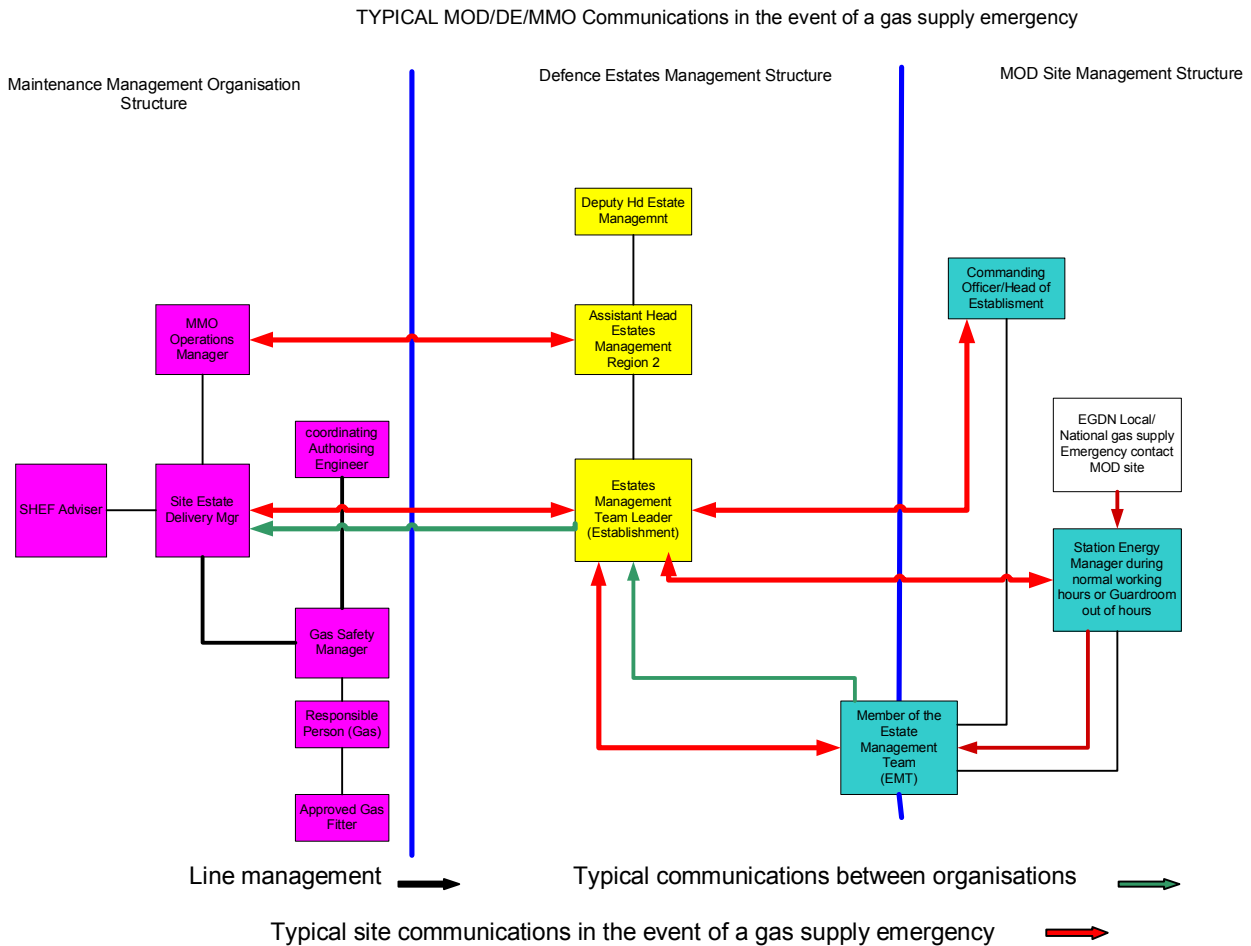 TYPICAL MOD/DE/MMO Communications in the event of a gas supply emergency
Maintenance Management Organisation
Structure
Defence Estates Management Structure
MOD Site Management Structure
Deputy Hd Estate
Managemnt
Commanding
Officer/Head of
Establisment
MMO
Operations
Manager
Assistant Head
Estates
Management
Region 2
EGDN Local/
National gas supply
Emergency contact
MOD site
coordinating
Authorising
Engineer
SHEF Adviser
Site Estate
Delivery Mgr
Estates
Management
Team Leader
(Establishment)
Station Energy
Manager during
normal working
hours or Guardroom
out of hours
Gas Safety
Manager
Responsible
Person (Gas)
Member of the
Estate
Management
Team
(EMT)
Approved Gas
Fitter
Line management
Typical communications between organisations
Typical site communications in the event of a gas supply emergency